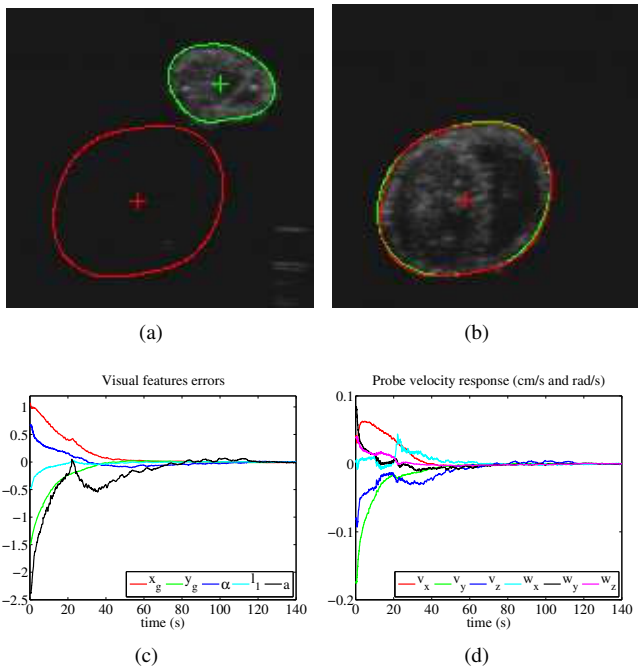 (a)
(b)
Visual features errors
1
0.5
0
−0.5
−1
−1.5
−2
−2.5
0 20 40 60 80 100 120 140
x_g y_g α l_1 a
time (s)
(c)
Probe velocity response (cm/s and rad/s)
0.1
0
−0.1
−0.2
0 20 40 60 80 100 120 140
v_x v_y v_z w_x w_y w_z
time (s)
(d)